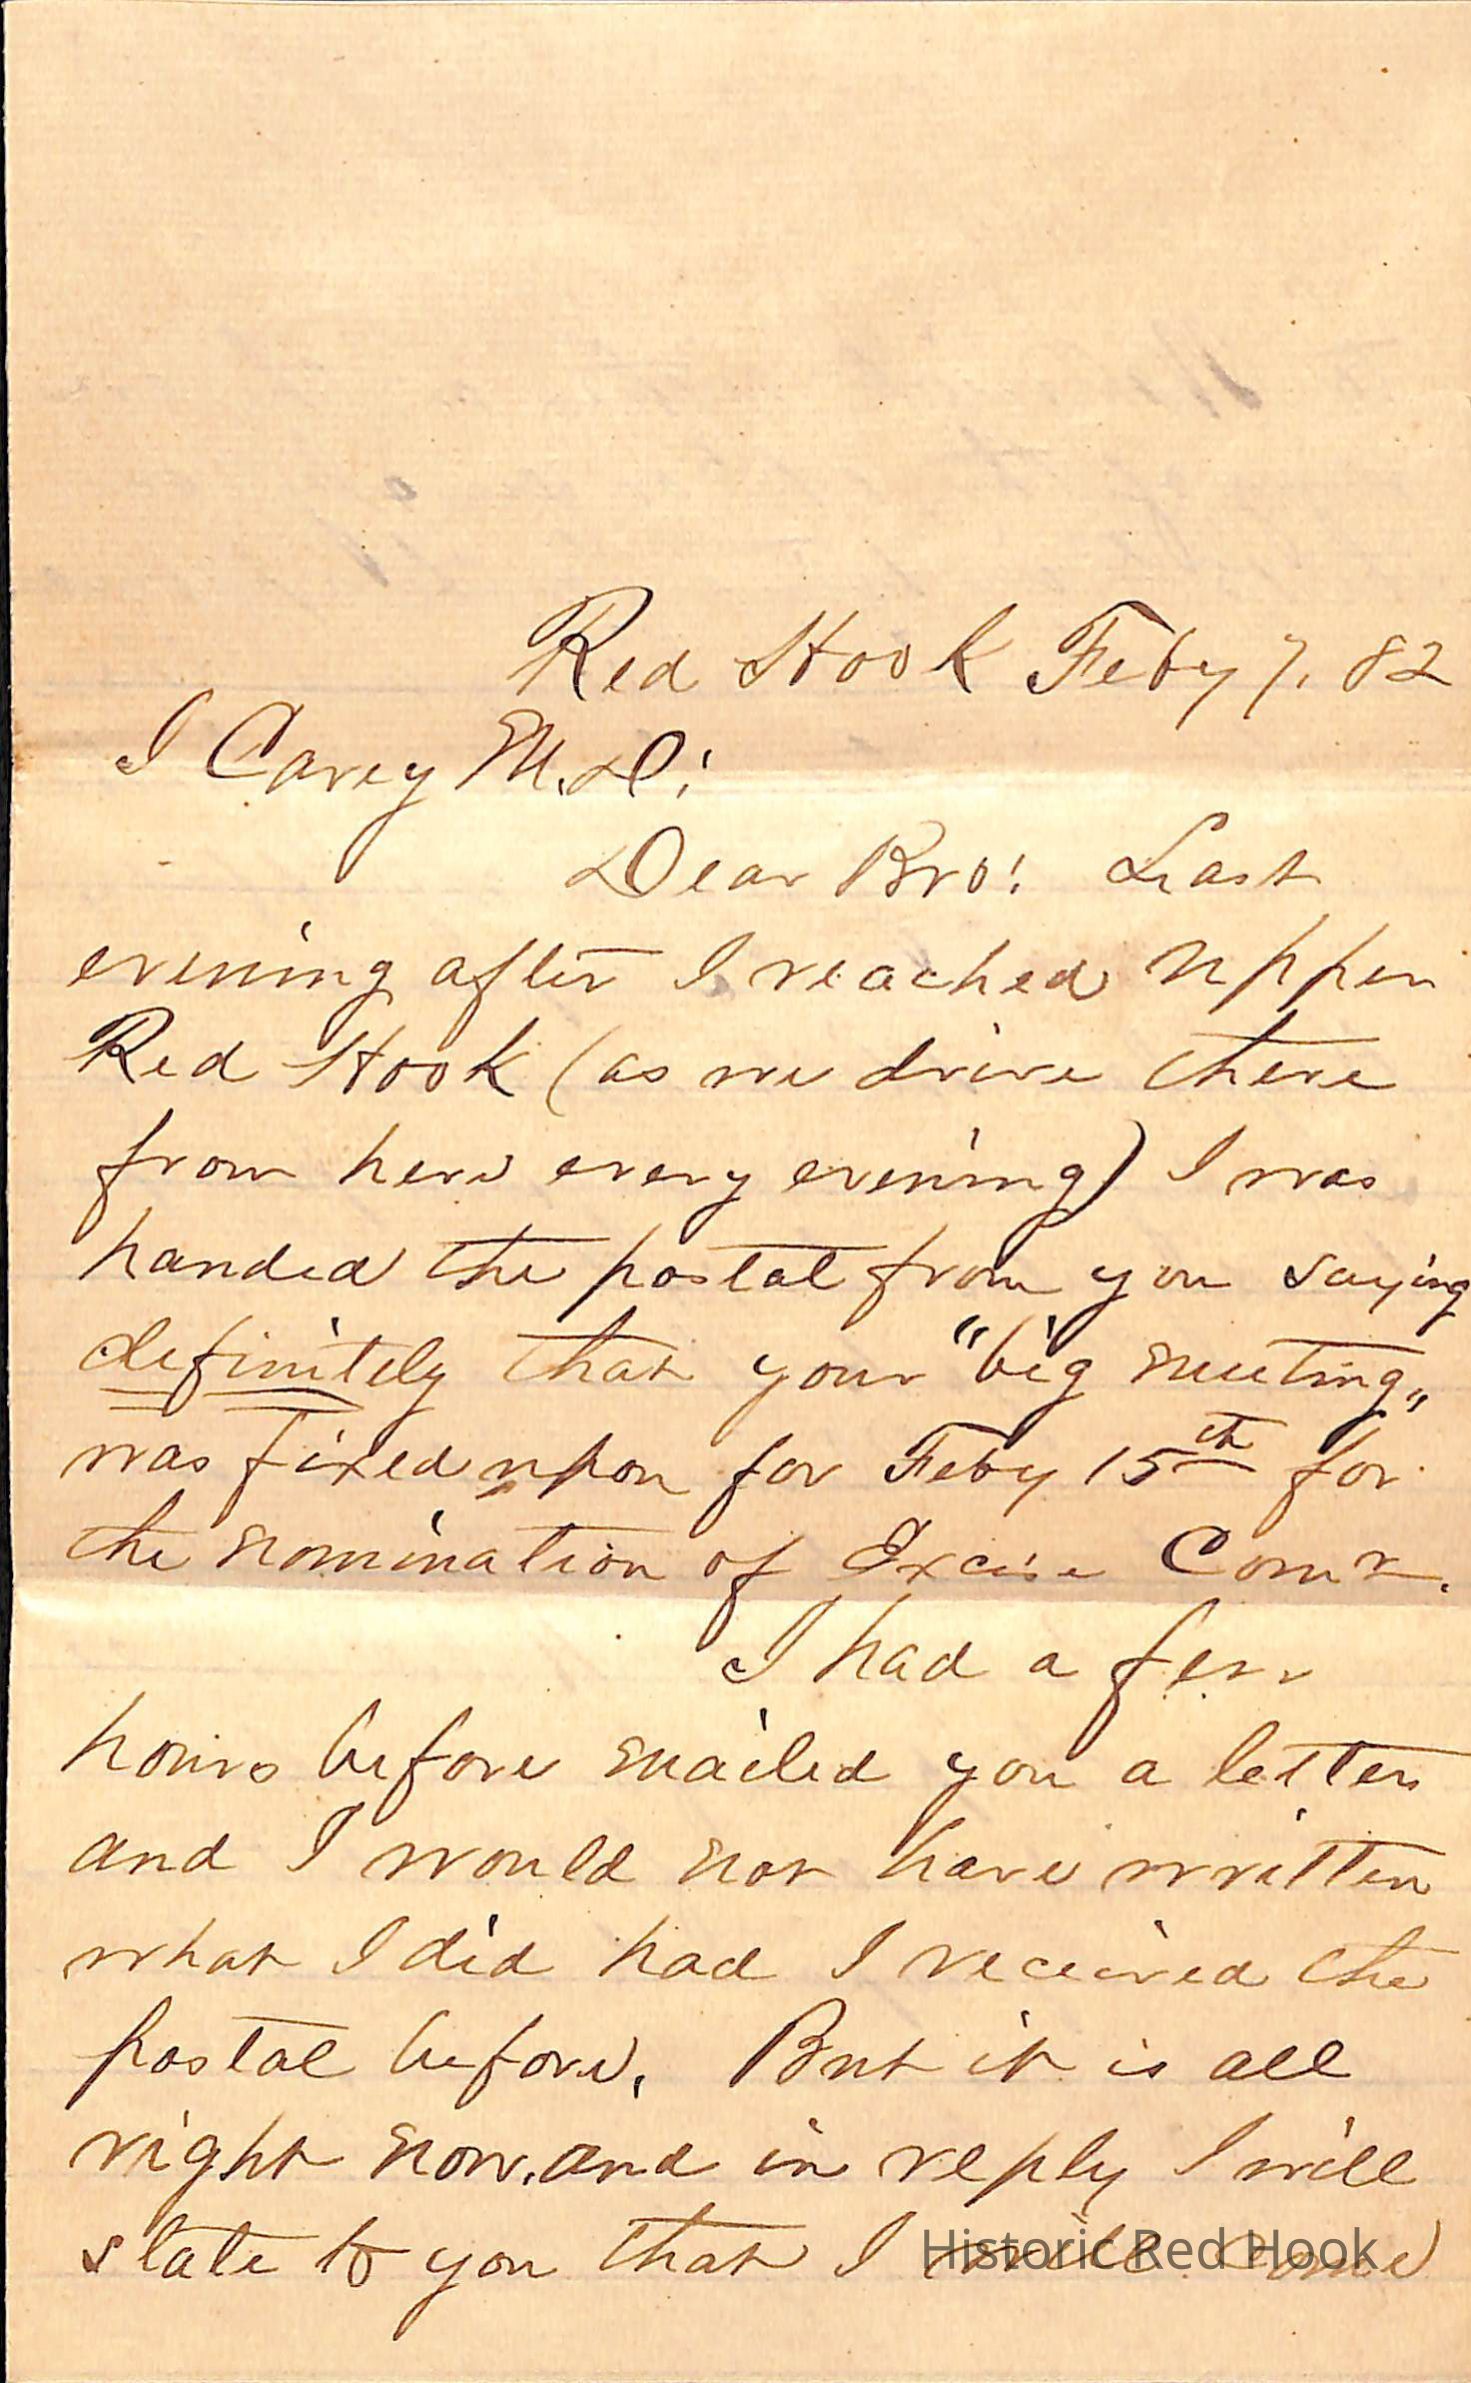 Red Hook Feby 7. 82
I Carey M.D:
Dear Bro! Last
evening after I reached upper
Red Hook (as we drive there
from here every evening) I was
handed the postal from you saying
definitely that your "big meeting"
was fixed upon for Feby 15th for
the nomination of Excise Comr.
I had a few
hours before mailed you a letter
and I would not have written
what I did had I received the
postal before. But it is all
right now, and in reply I will
state to you that I will come
Historic Red Hook